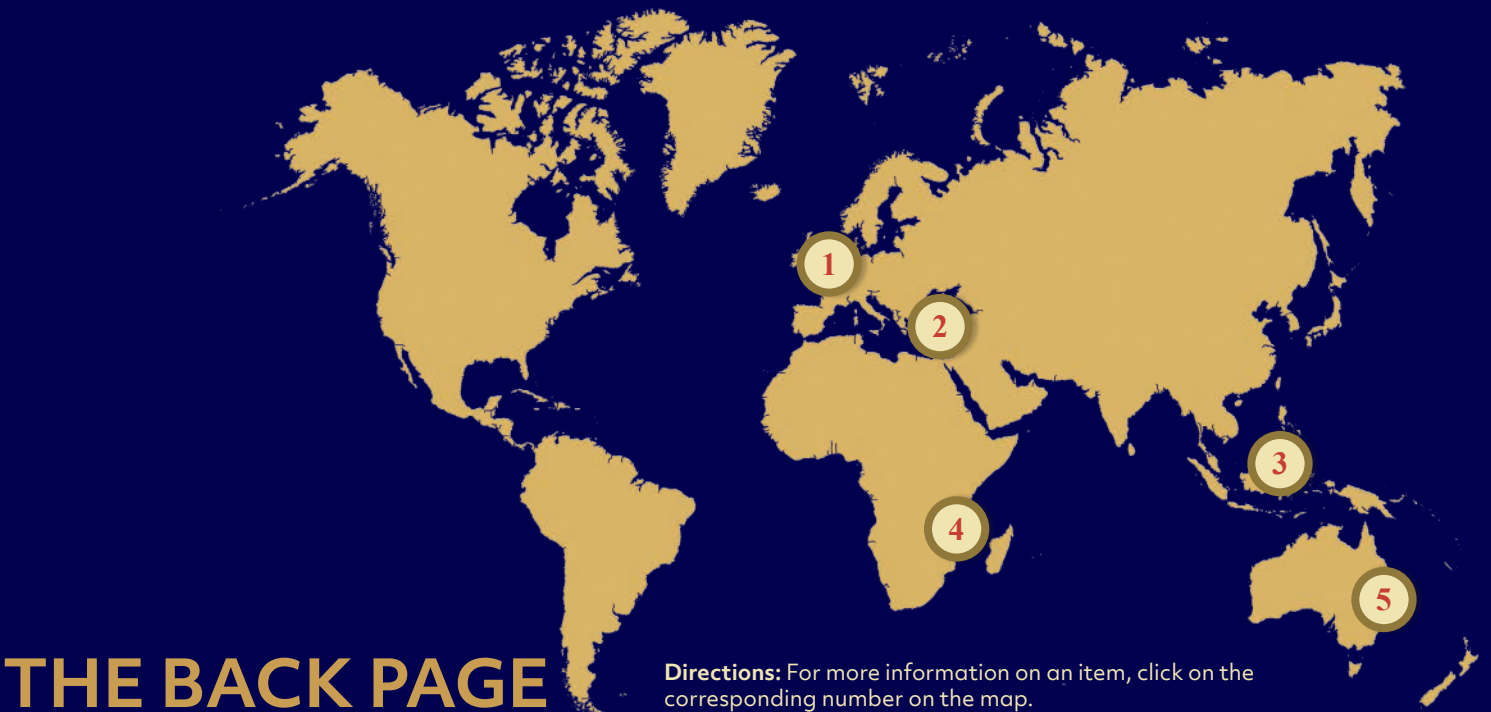 1
2
3
4
5
THE BACK PAGE
Directions: For more information on an item, click on the
corresponding number on the map.